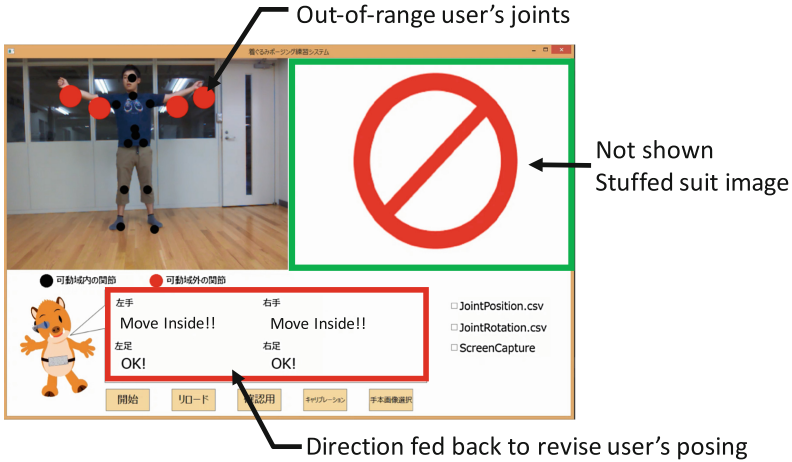 Out-of-range user's joints
着ぐるみポージング練習システム
Not shown
Stuffed suit image
可動域内の関節
可動域外の関節
左手
右手
Move Inside!!
Move Inside!!
左足
右足
OK!
OK!
JointPosition.csv
JointRotation.csv
ScreenCapture
開始
リロード
確認用
キャリブレーション
手本画像選択
Direction fed back to revise user's posing